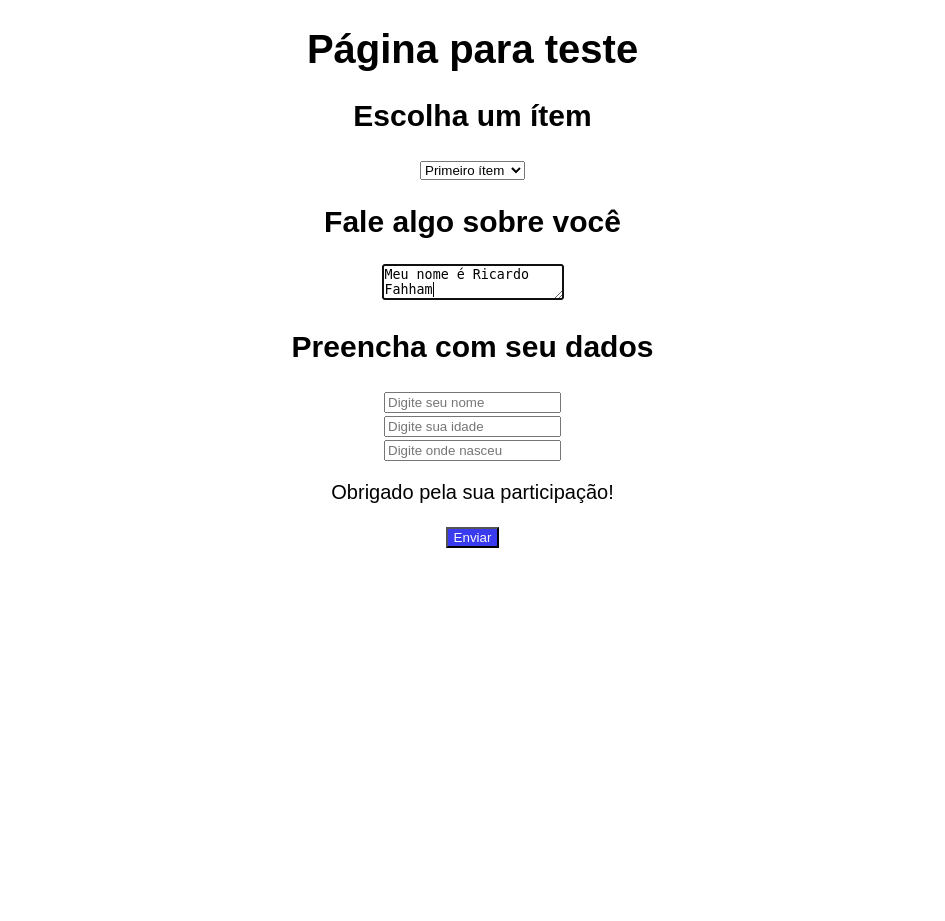 Página para teste
Escolha um ítem
Primeiro ítem
Fale algo sobre você
Meu nome é Ricardo
Fahham
Preencha com seu dados
Digite seu nome
Digite sua idade
Digite onde nasceu
Obrigado pela sua participação!
Enviar